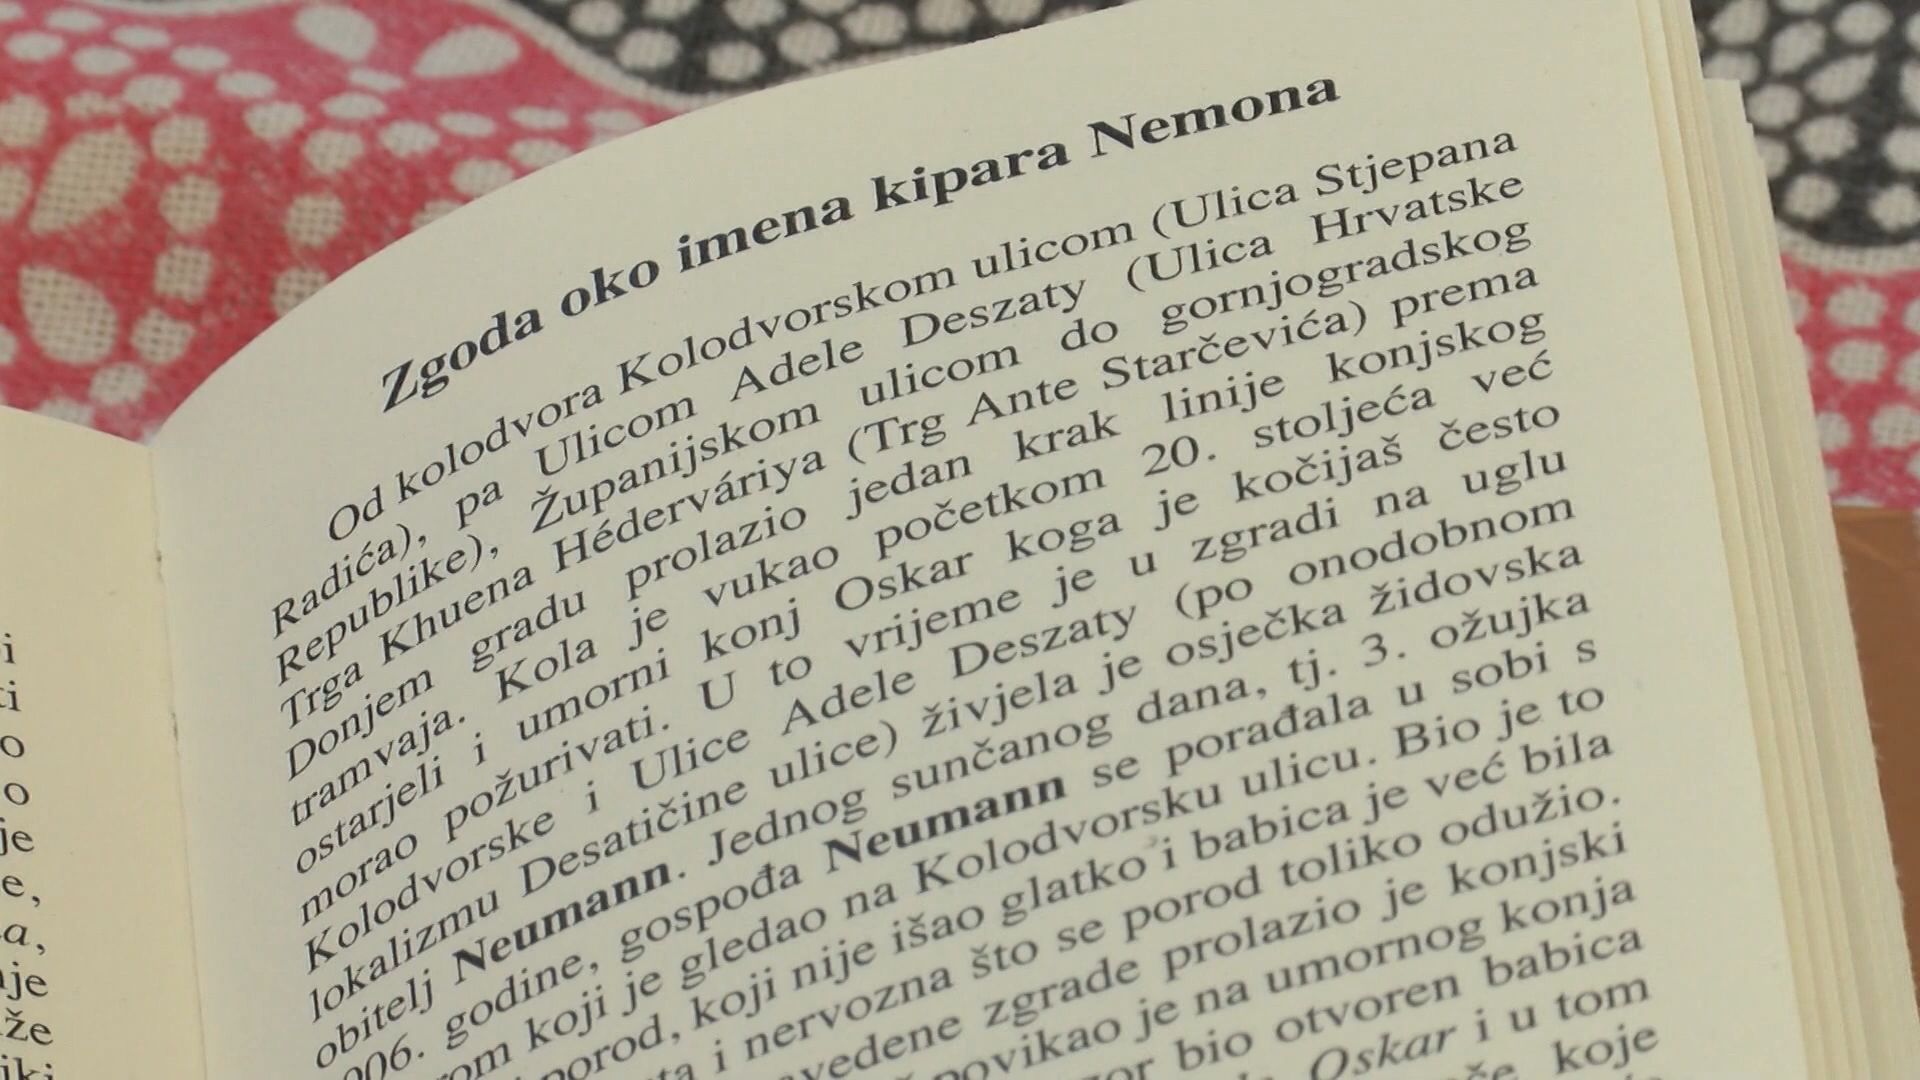 Zgoda oko imena kipara Nemona
Od kolodvora Kolodvorskom ulicom (Ulica Stjepana
Radića), pa Ulicom Adele Deszaty (Ulica Hrvatske
Republike), Županijskom ulicom do gornjogradskog
Trga Khuena Héderváriya (Trg Ante Starčevića) prema
Donjem gradu prolazio jedan krak linije konjskog
tramvaja. Kola je vukao početkom 20. stoljeća već
ostarjeli i umorni konj Oskar koga je kočijaš često
morao požurivati. U to vrijeme je u zgradi na uglu
Kolodvorske i Ulice Adele Deszaty (po onodobnom
lokalizmu Desatičine ulice) živjela je osječka židovska
obitelj Neumann. Jednog sunčanog dana, tj. 3. ožujka
006. godine, gospođa Neumann se porađala u sobi s
om koji je gledao na Kolodvorsku ulicu. Bio je to
porod, koji nije išao glatko i babica je već bila
i nervozna što se porod toliko odužio.
vedene zgrade prolazio je konjski
povikao je na umornog konja
or bio otvoren babica
Oskar i u tom
koje